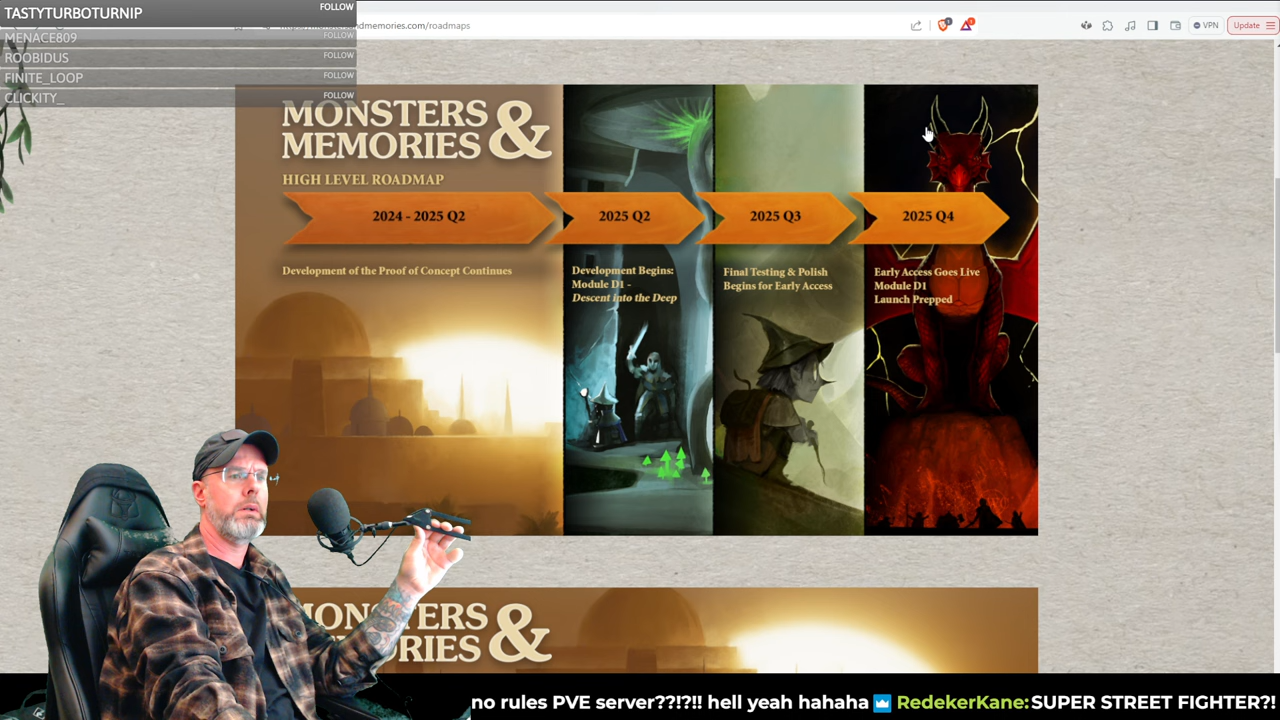 TASTYTURBOTURNIP FOLLOW
MENACE809 FOLLOW
ROOBIDUS FOLLOW
FINITE_LOOP FOLLOW
CLICKITY_ FOLLOW
andmemories.com/roadmaps
VPN
Update
MONSTERS &
MEMORIES
HIGH LEVEL ROADMAP
2024 - 2025 Q2
2025 Q2
2025 Q3
2025 Q4
Development of the Proof of Concept Continues
Development Begins:
Module D1 -
Descent into the Deep
Final Testing & Polish
Begins for Early Access
Early Access Goes Live
Module D1
Launch Prepped
MONSTERS &
no rules PVE server??!?!! hell yeah hahaha RedekerKane: SUPER STREET FIGHTER?!